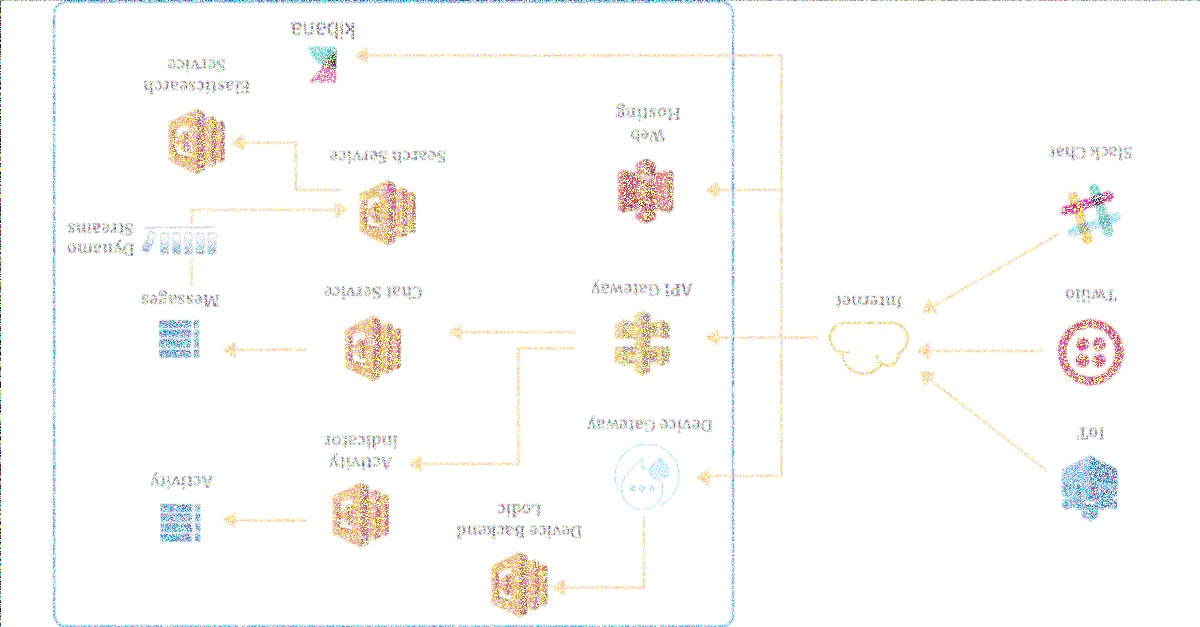 Device Backend
Logic
IoT
Activity
Activity
Indicator
Device Gateway
Twilio
Internet
API Gateway
Chat Service
Messages
Dynamo
Streams
Slack Chat
Search Service
Web
Hosting
Elasticsearch
Service
kibana